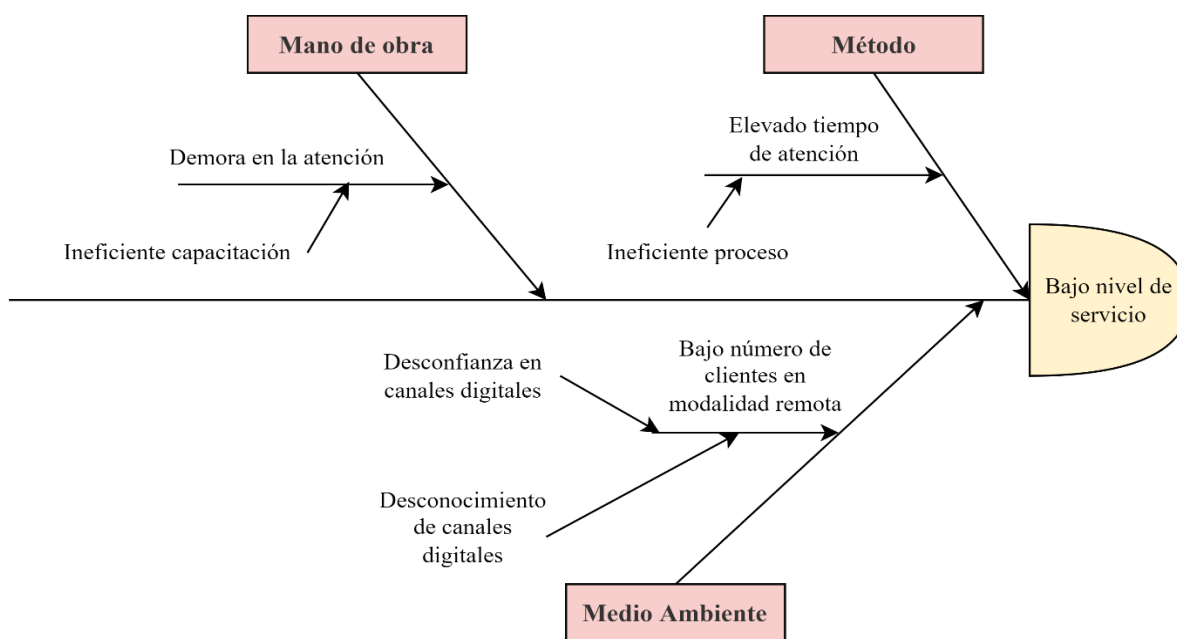 Mano de obra
Método
Elevado tiempo
de atención
Demora en la atención
Ineficiente capacitación
Ineficiente proceso
Bajo nivel de
servicio
Desconfianza en
canales digitales
Bajo número de
clientes en
modalidad remota
Desconocimiento
de canales
digitales
Medio Ambiente